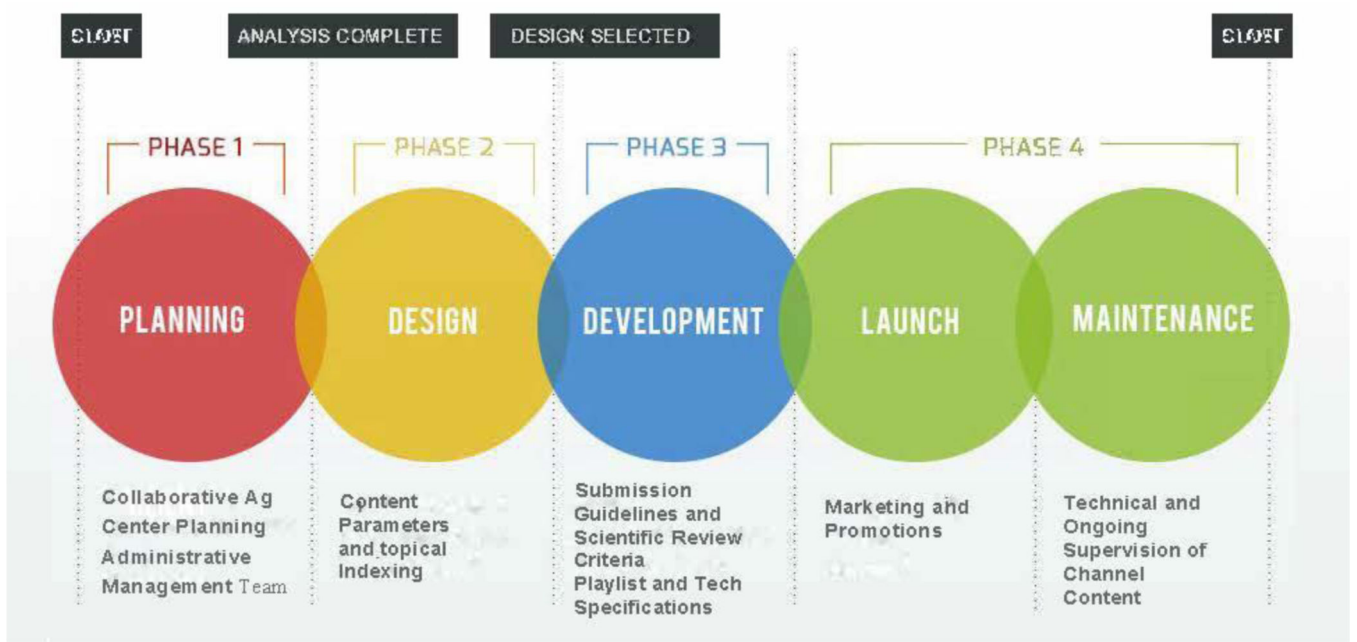 ANALYSIS COMPLETE
DESIGN SELECTED
PHASE 1
PHASE 2
PHASE 3
PHASE 4
PLANNING
DESIGN
DEVELOPMENT
LAUNCH
MAINTENANCE
Collaborative Ag
Center Planning
Administrative
Management Team
Content
Parameters
and topical
Indexing
Submission
Guidelines and
Scientific Review
Criteria
Playlist and Tech
Specifications
Marketing and
Promotions
Technical and
Ongoing
Supervision of
Channel
Content